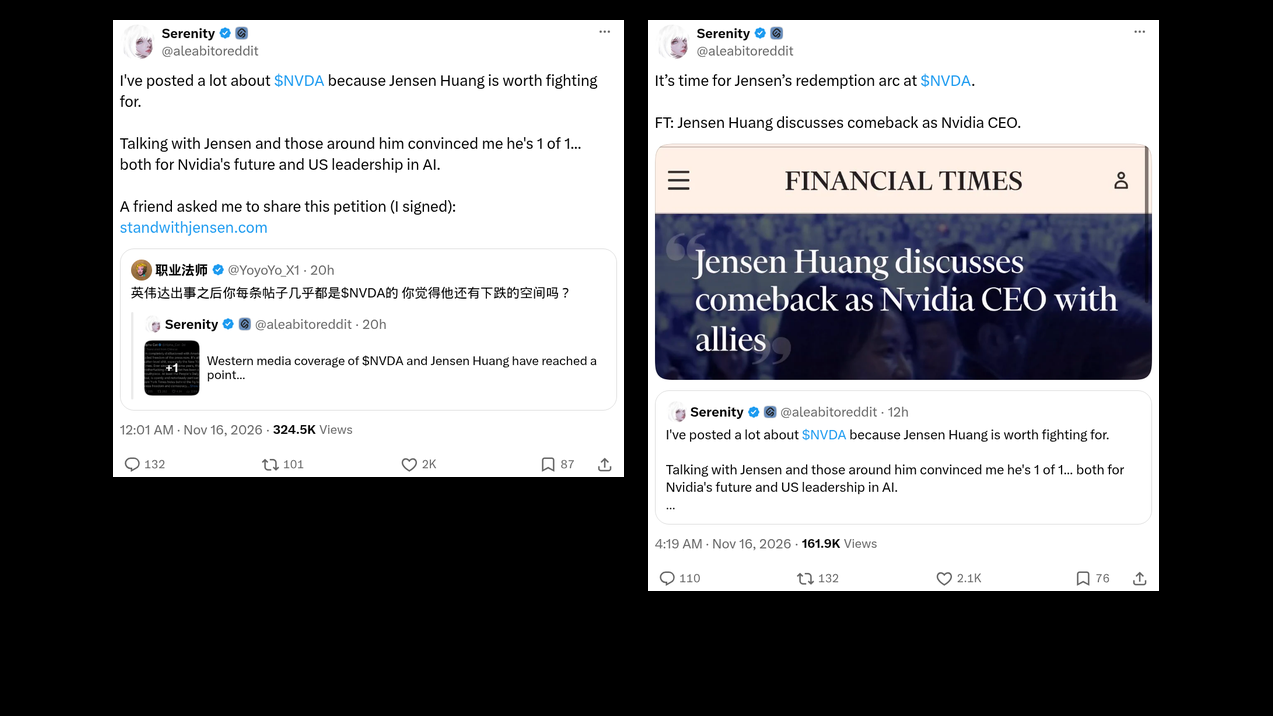 Serenity
@aleabitoreddit
I've posted a lot about $NVDA because Jensen Huang is worth fighting
for.
Talking with Jensen and those around him convinced me he's 1 of 1...
both for Nvidia's future and US leadership in AI.
A friend asked me to share this petition (I signed):
standwithjensen.com
职业法师 @YoyoYo_X1 · 20h
英伟达出事之后你每条帖子几乎都是$NVDA的 你觉得他还有下跌的空间吗？
Serenity @aleabitoreddit · 20h
+1
Western media coverage of $NVDA and Jensen Huang have reached a
point...
12:01 AM · Nov 16, 2026 · 324.5K Views
132 101 2K 87
Serenity
@aleabitoreddit
It’s time for Jensen’s redemption arc at $NVDA.
FT: Jensen Huang discusses comeback as Nvidia CEO.
FINANCIAL TIMES
Jensen Huang discusses
comeback as Nvidia CEO with
allies
Serenity @aleabitoreddit · 12h
I've posted a lot about $NVDA because Jensen Huang is worth fighting for.
Talking with Jensen and those around him convinced me he's 1 of 1... both for
Nvidia's future and US leadership in AI.
...
4:19 AM · Nov 16, 2026 · 161.9K Views
110 132 2.1K 76